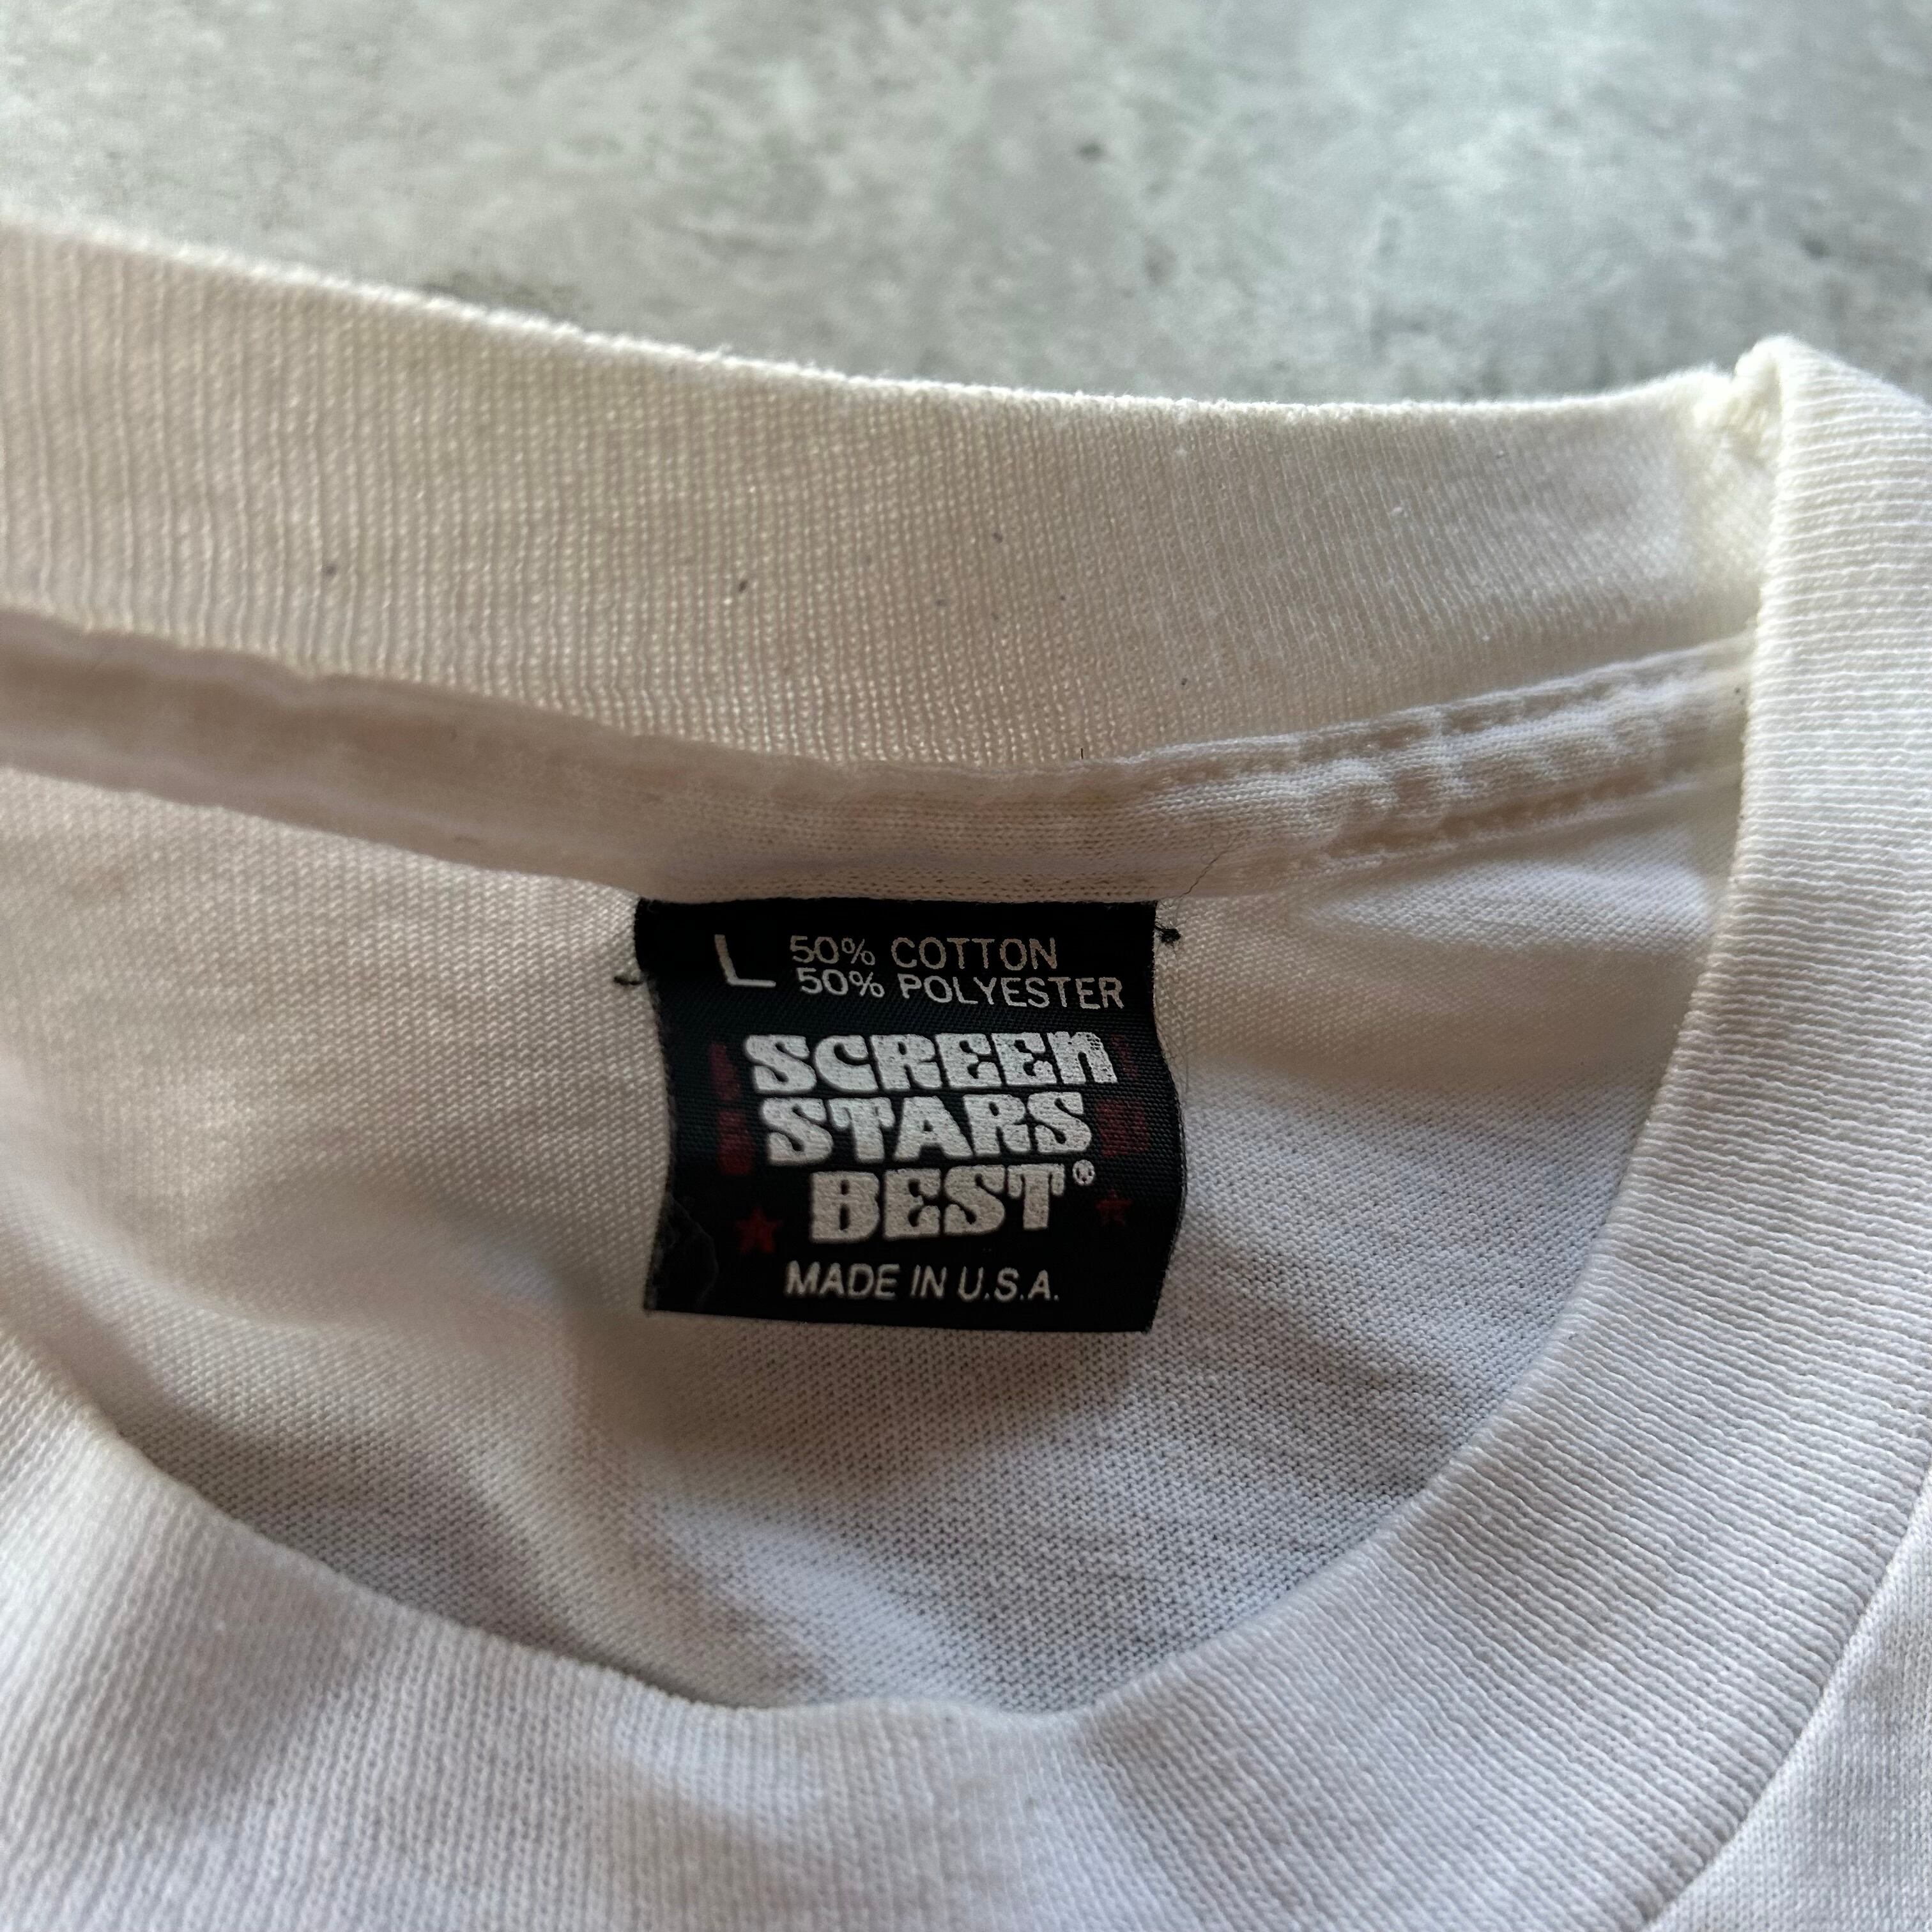 L 50% COTTON
50% POLYESTER
SCREEN
STARS
BEST®
MADE IN U.S.A.